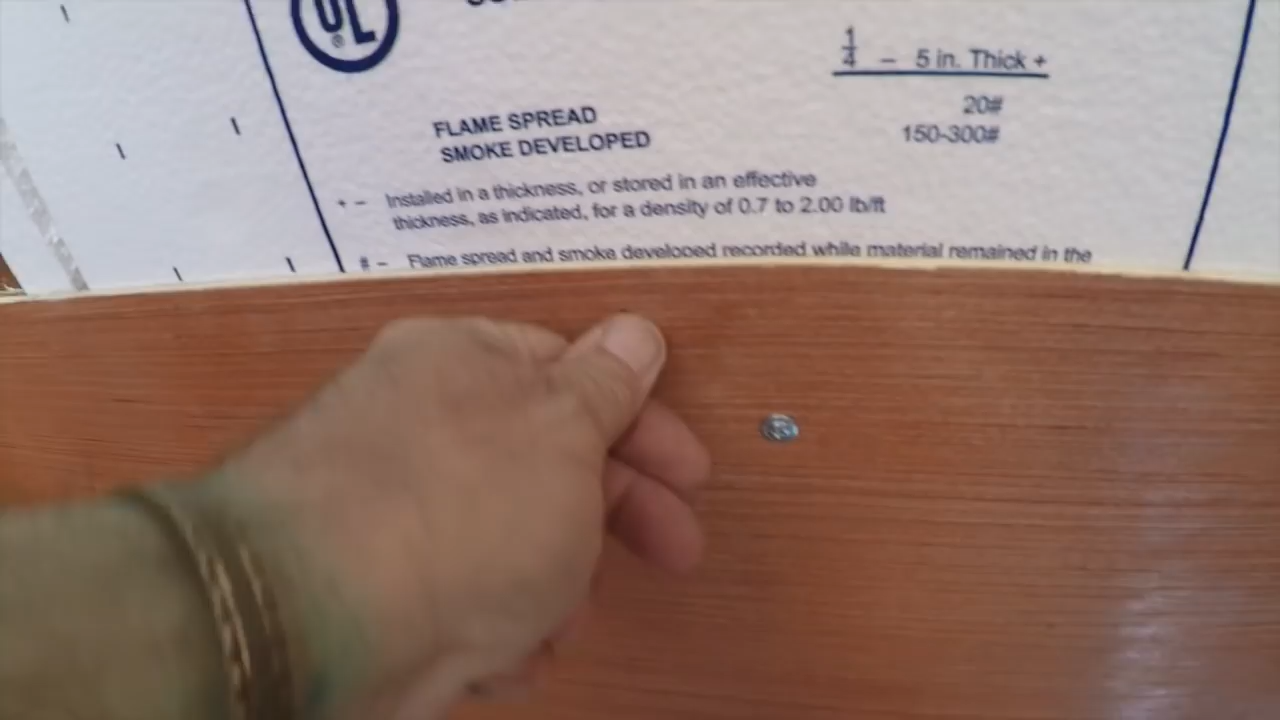 UL
®
1/4 – 5 in. Thick +
20#
150-300#
FLAME SPREAD
SMOKE DEVELOPED
+ – Installed in a thickness, or stored in an effective
thickness, as indicated, for a density of 0.7 to 2.00 lb/ft
# – Flame spread and smoke developed recorded while material remained in the